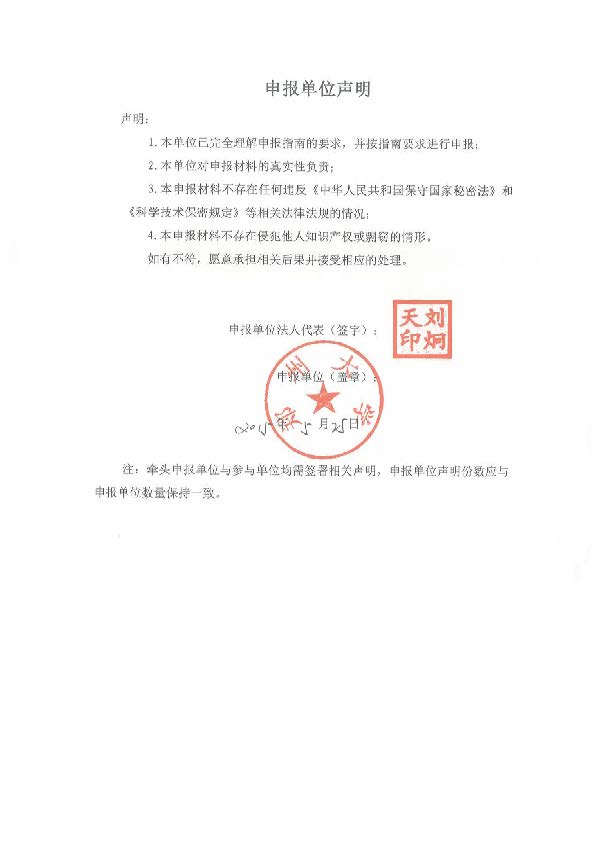 申报单位声明
声明：
1.本单位已完全理解申报指南的要求，并按指南要求进行申报；
2.本单位对申报材料的真实性负责；
3.本申报材料不存在任何违反《中华人民共和国保守国家秘密法》和
《科学技术保密规定》等相关法律法规的情况；
4.本申报材料不存在侵犯他人知识产权或剽窃的情形。
如有不符，愿意承担相关后果并接受相应的处理。
申报单位法人代表（签字）：
刘炯天印
申报单位（盖章）：
郑州大学
2025年5月25日
注：牵头申报单位与参与单位均需签署相关声明，申报单位声明份数应与
申报单位数量保持一致。